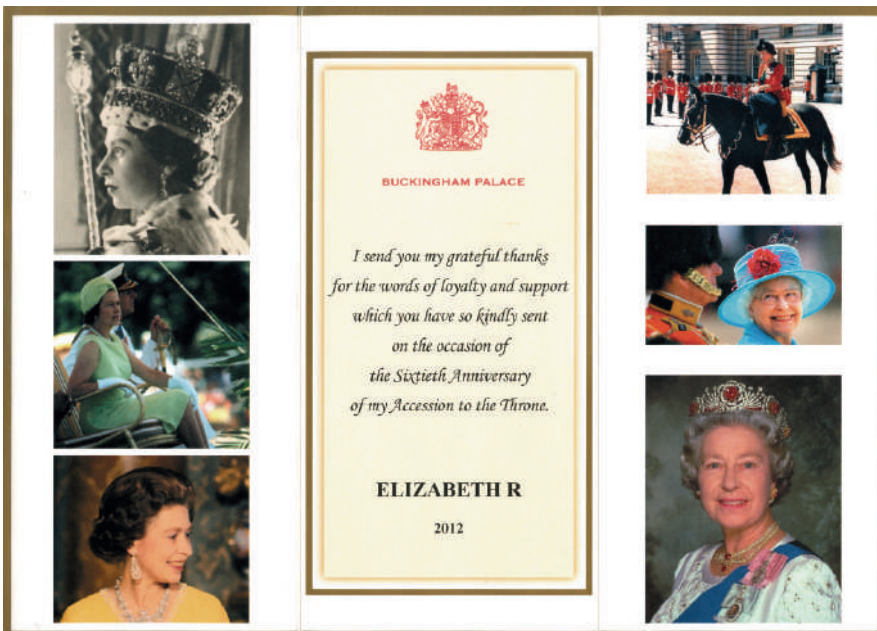 BUCKINGHAM PALACE
I send you my grateful thanks
for the words of loyalty and support
which you have so kindly sent
on the occasion of
the Sixtieth Anniversary
of my Accession to the Throne.
ELIZABETH R
2012